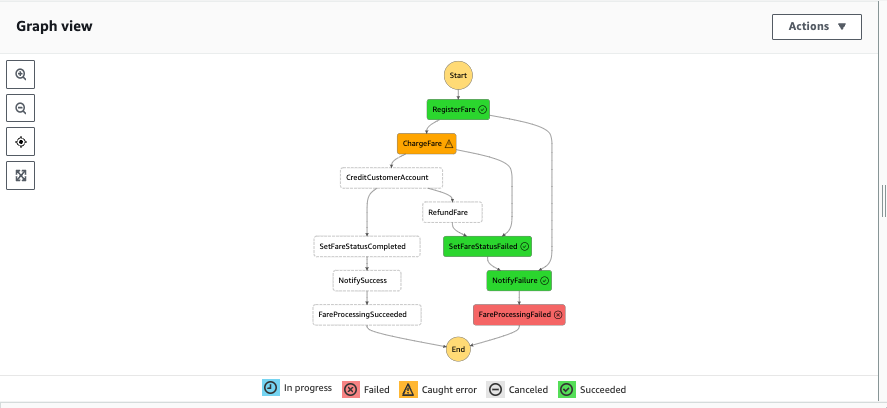 Graph view
Actions
Start
RegisterFare
ChargeFare
CreditCustomerAccount
RefundFare
SetFareStatusCompleted
SetFareStatusFailed
NotifySuccess
NotifyFailure
FareProcessingSucceeded
FareProcessingFailed
End
In progress
Failed
Caught error
Canceled
Succeeded